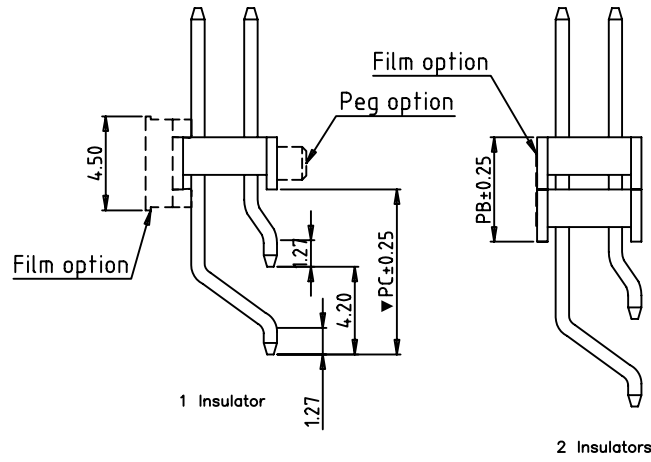 Film option
Peg option
4.50
PB±0.25
1.27
▼PC±0.25
Film option
4.20
1 Insulator
1.27
2 Insulators